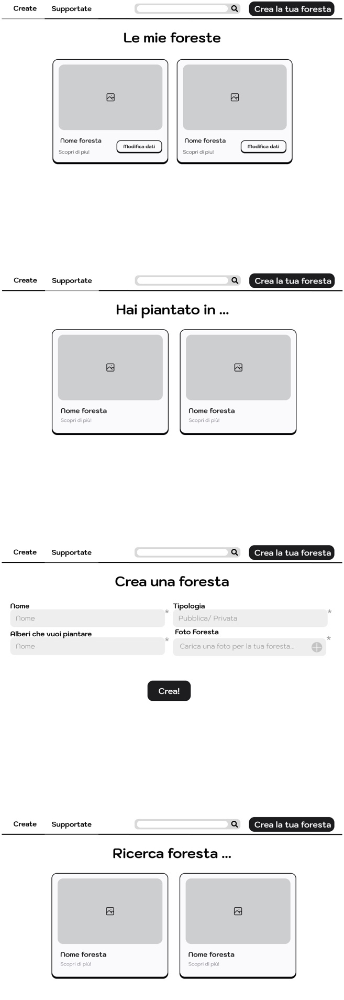 Create Supportate Crea la tua foresta
Le mie foreste
Nome foresta
Scopri di piu!
Modifica dati
Nome foresta
Scopri di piu!
Modifica dati
Create Supportate Crea la tua foresta
Hai piantato in ...
Nome foresta
Scopri di più!
Nome foresta
Scopri di più!
Create Supportate Crea la tua foresta
Crea una foresta
Nome
Nome *
Tipologia
Pubblica/ Privata *
Alberi che vuoi piantare
Nome *
Foto Foresta
Carica una foto per la tua foresta... *
Crea!
Create Supportate Crea la tua foresta
Ricerca foresta ...
Nome foresta
Scopri di più!
Nome foresta
Scopri di più!